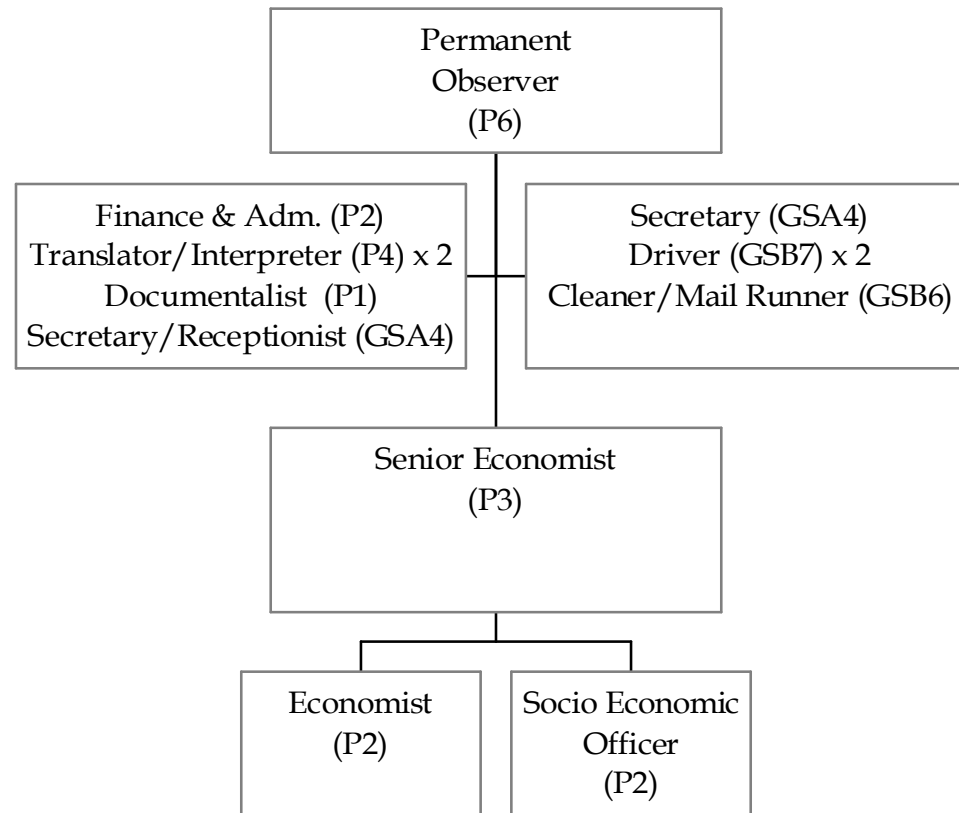 Permanent
Observer
(P6)
Finance & Adm. (P2)
Translator/Interpreter (P4) x 2
Documentalist (P1)
Secretary/Receptionist (GSA4)
Secretary (GSA4)
Driver (GSB7) x 2
Cleaner/Mail Runner (GSB6)
Senior Economist
(P3)
Economist
(P2)
Socio Economic
Officer
(P2)